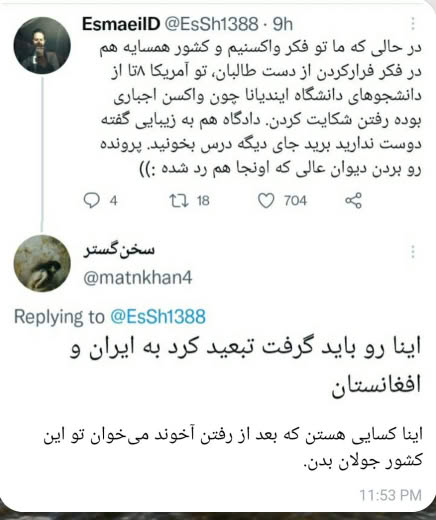 EsmaeilD @EsSh1388 · 9h
در حالی که ما تو فکر واکسنیم و کشور همسایه هم
در فکر فرارکردن از دست طالبان، تو آمریکا ۸تا از
دانشجوهای دانشگاه ایندیانا چون واکسن اجباری
بوده رفتن شکایت کردن. دادگاه هم به زیبایی گفته
دوست ندارید برید جای دیگه درس بخونید. پرونده
رو بردن دیوان عالی که اونجا هم رد شده :))
4 18 704
سخن‌گستر
@matnkhan4
Replying to @EsSh1388
اینا رو باید گرفت تبعید کرد به ایران و
افغانستان
اینا کسایی هستن که بعد از رفتن آخوند می‌خوان تو این
کشور جولان بدن.
11:53 PM